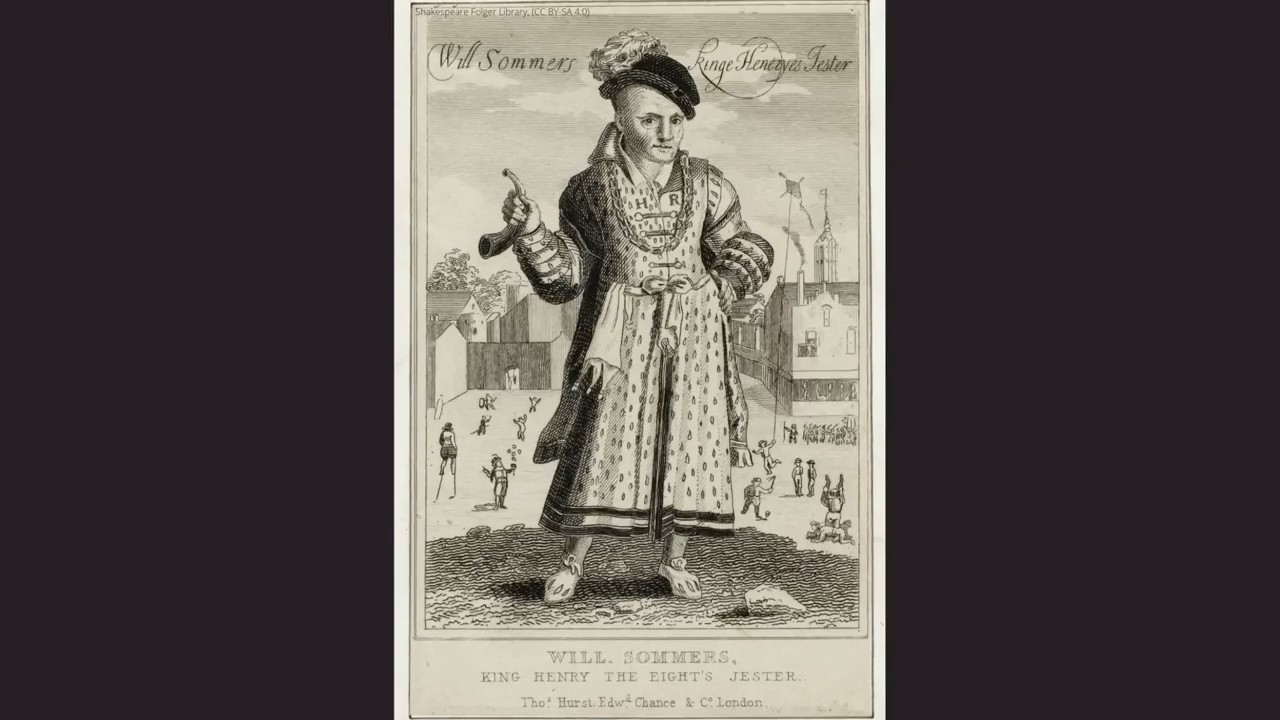 Shakespeare Folger Library, (CC BY-SA 4.0)
Will Sommers Kinge Henryes Jester
H R
WILL. SOMMERS,
KING HENRY THE EIGHT'S JESTER.
Thos. Hurst. Edwd. Chance & Co. London.